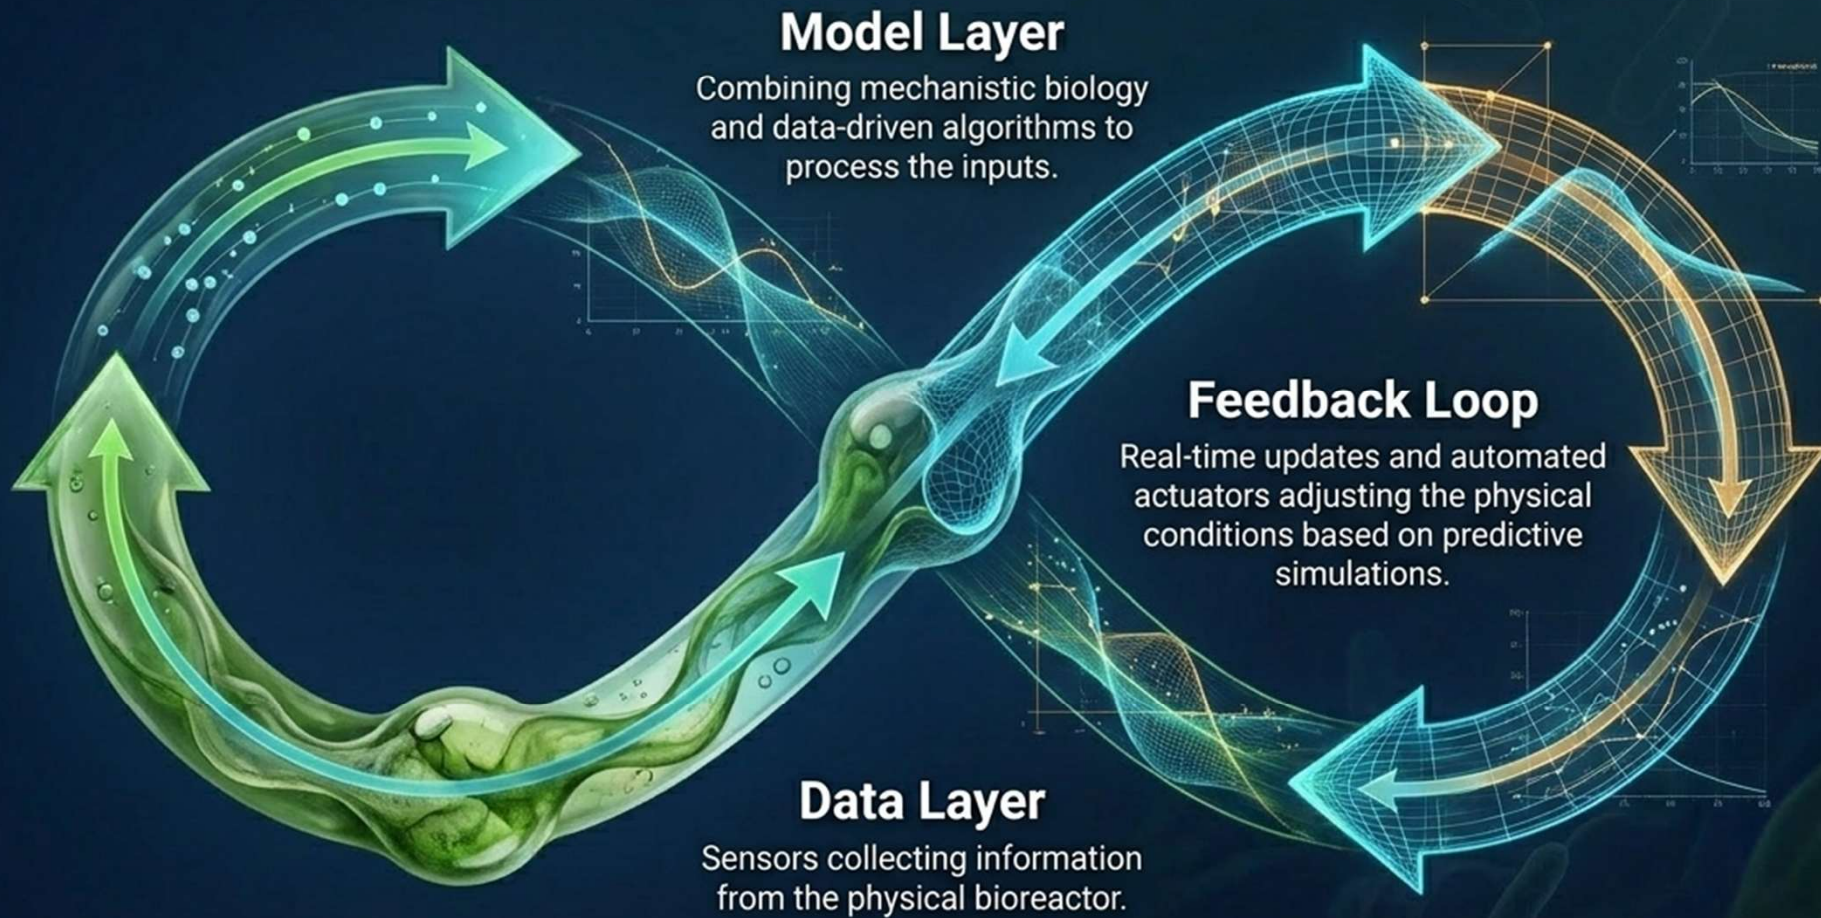 Model Layer
Combining mechanistic biology
and data-driven algorithms to
process the inputs.
Feedback Loop
Real-time updates and automated
actuators adjusting the physical
conditions based on predictive
simulations.
Data Layer
Sensors collecting information
from the physical bioreactor.